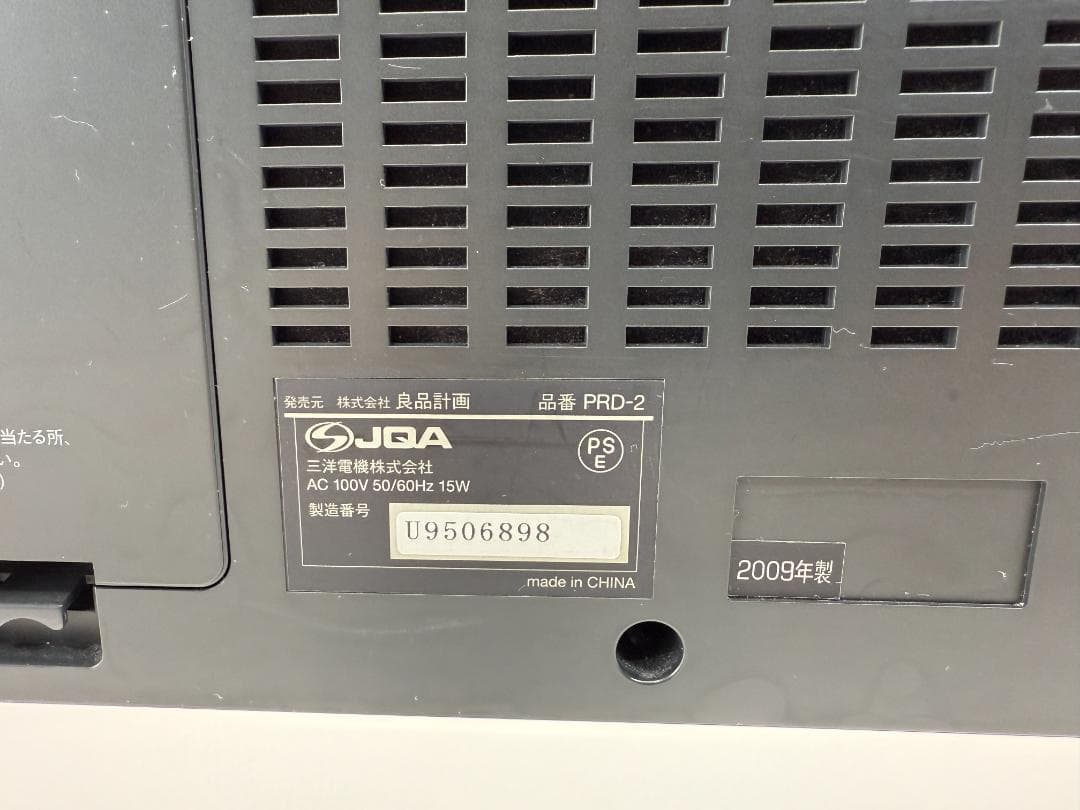 当たる所、
い。
)
発売元 株式会社 良品計画 品番 PRD-2
JQA
PS
E
三洋電機株式会社
AC 100V 50/60Hz 15W
製造番号
U9506898
made in CHINA
2009年製